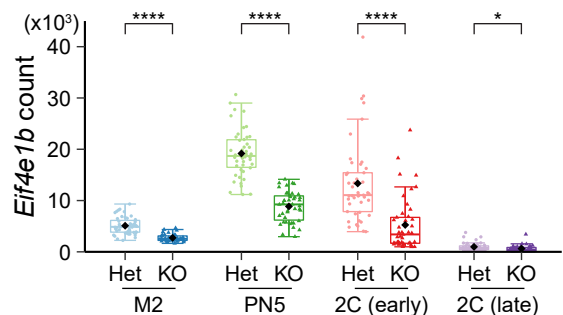 (×10³)
**** **** **** *
40
30
20
10
0
Eif4e1b count
Het KO Het KO Het KO Het KO
M2 PN5 2C (early) 2C (late)